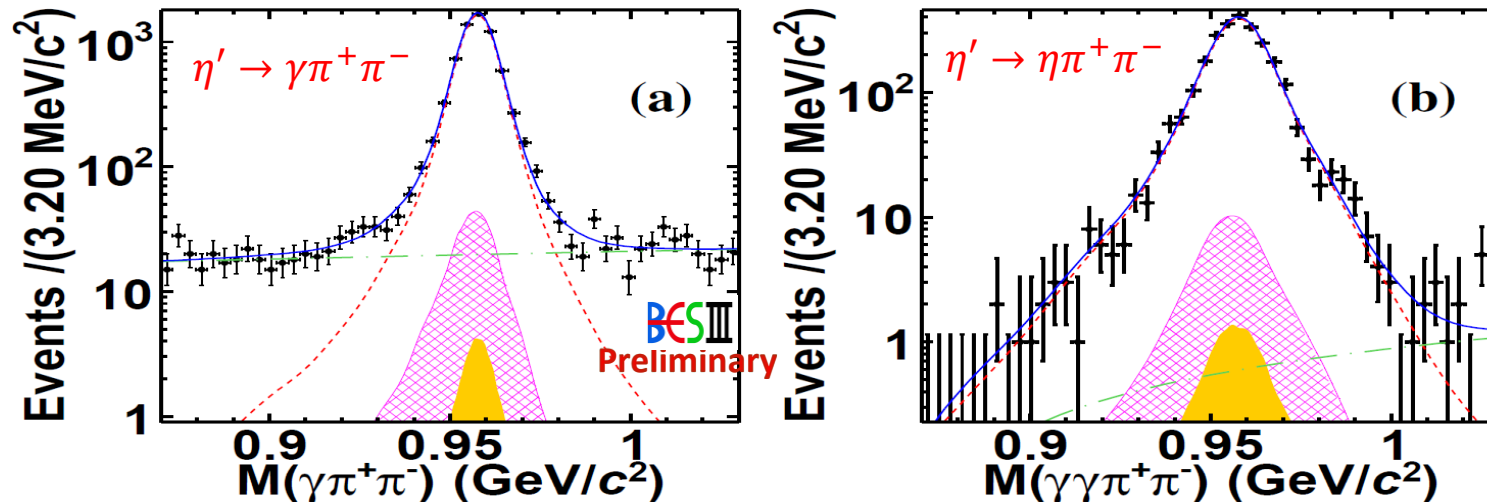 Events /(3.20 MeV/c²)
10³
10²
10
1
η′ → γπ⁺π⁻
(a)
BESIII
Preliminary
0.9 0.95 1
M(γπ⁺π⁻) (GeV/c²)
Events /(3.20 MeV/c²)
10²
10
1
η′ → ηπ⁺π⁻
(b)
0.9 0.95 1
M(γγπ⁺π⁻) (GeV/c²)